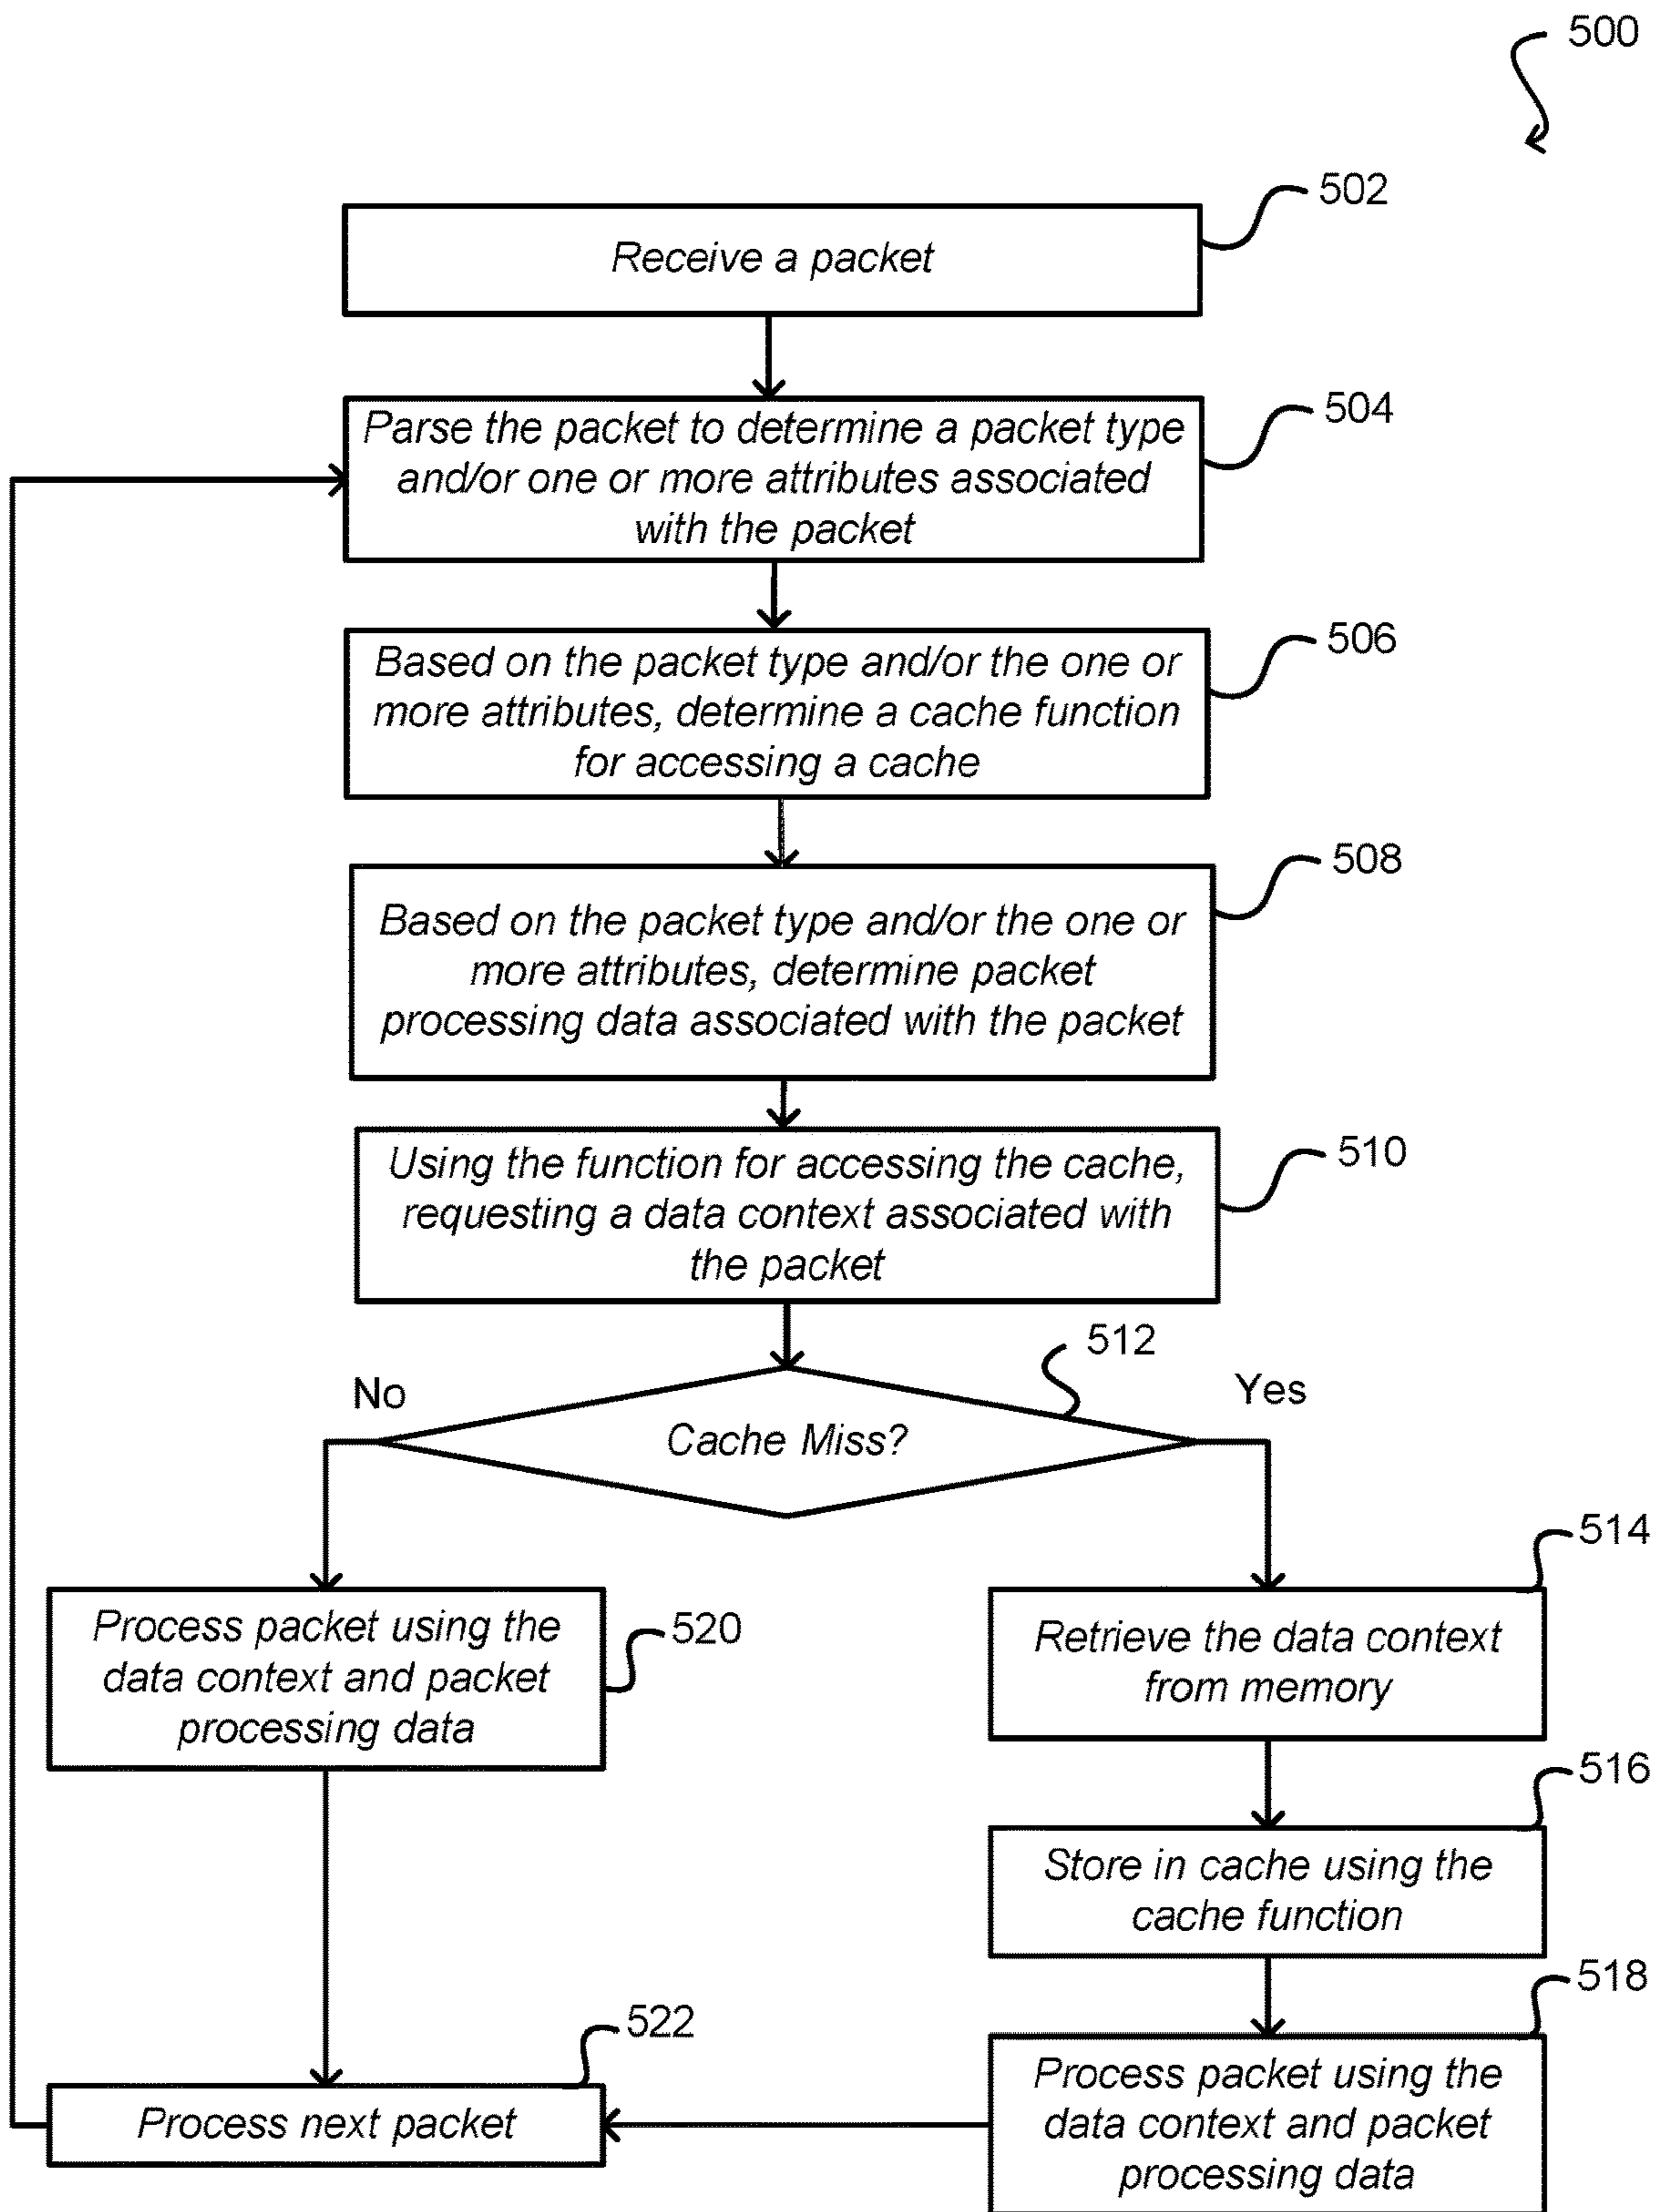 500
502
Receive a packet
504
Parse the packet to determine a packet type
and/or one or more attributes associated
with the packet
506
Based on the packet type and/or the one or
more attributes, determine a cache function
for accessing a cache
508
Based on the packet type and/or the one or
more attributes, determine packet
processing data associated with the packet
510
Using the function for accessing the cache,
requesting a data context associated with
the packet
512
No
Yes
Cache Miss?
514
Retrieve the data context
from memory
520
Process packet using the
data context and packet
processing data
516
Store in cache using the
cache function
518
Process packet using the
data context and packet
processing data
522
Process next packet